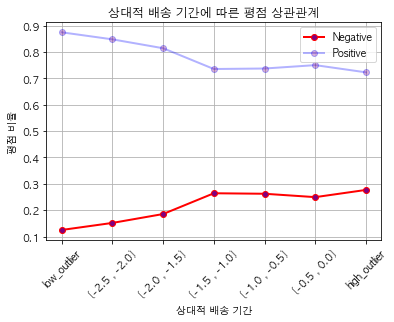 상대적 배송 기간에 따른 평점 상관관계
Negative
Positive
평점 비율
0.9
0.8
0.7
0.6
0.5
0.4
0.3
0.2
0.1
low_outlier
(-2.5 , -2.0)
(-2.0 , -1.5)
(-1.5 , -1.0)
(-1.0 , -0.5)
(-0.5 , 0.0)
hgh_outlier
상대적 배송 기간